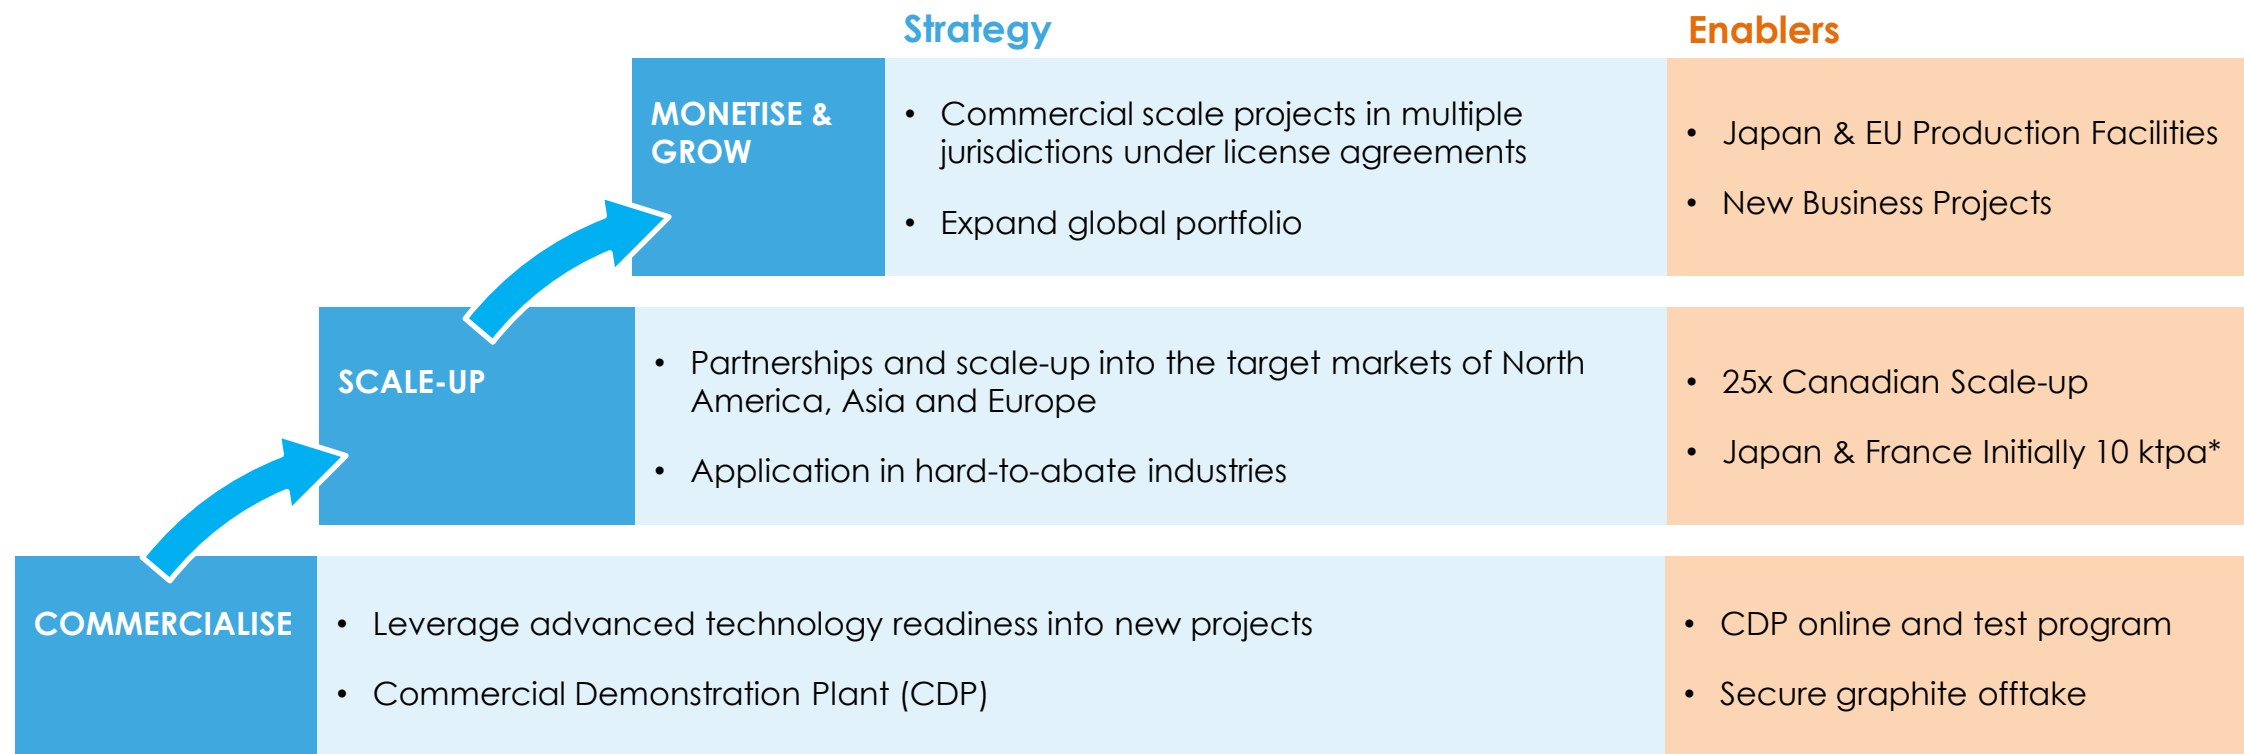 Strategy
Enablers
MONETISE &
GROW
• Commercial scale projects in multiple
jurisdictions under license agreements
• Expand global portfolio
• Japan & EU Production Facilities
• New Business Projects
SCALE-UP
• Partnerships and scale-up into the target markets of North
America, Asia and Europe
• Application in hard-to-abate industries
• 25x Canadian Scale-up
• Japan & France Initially 10 ktpa*
COMMERCIALISE
• Leverage advanced technology readiness into new projects
• Commercial Demonstration Plant (CDP)
• CDP online and test program
• Secure graphite offtake